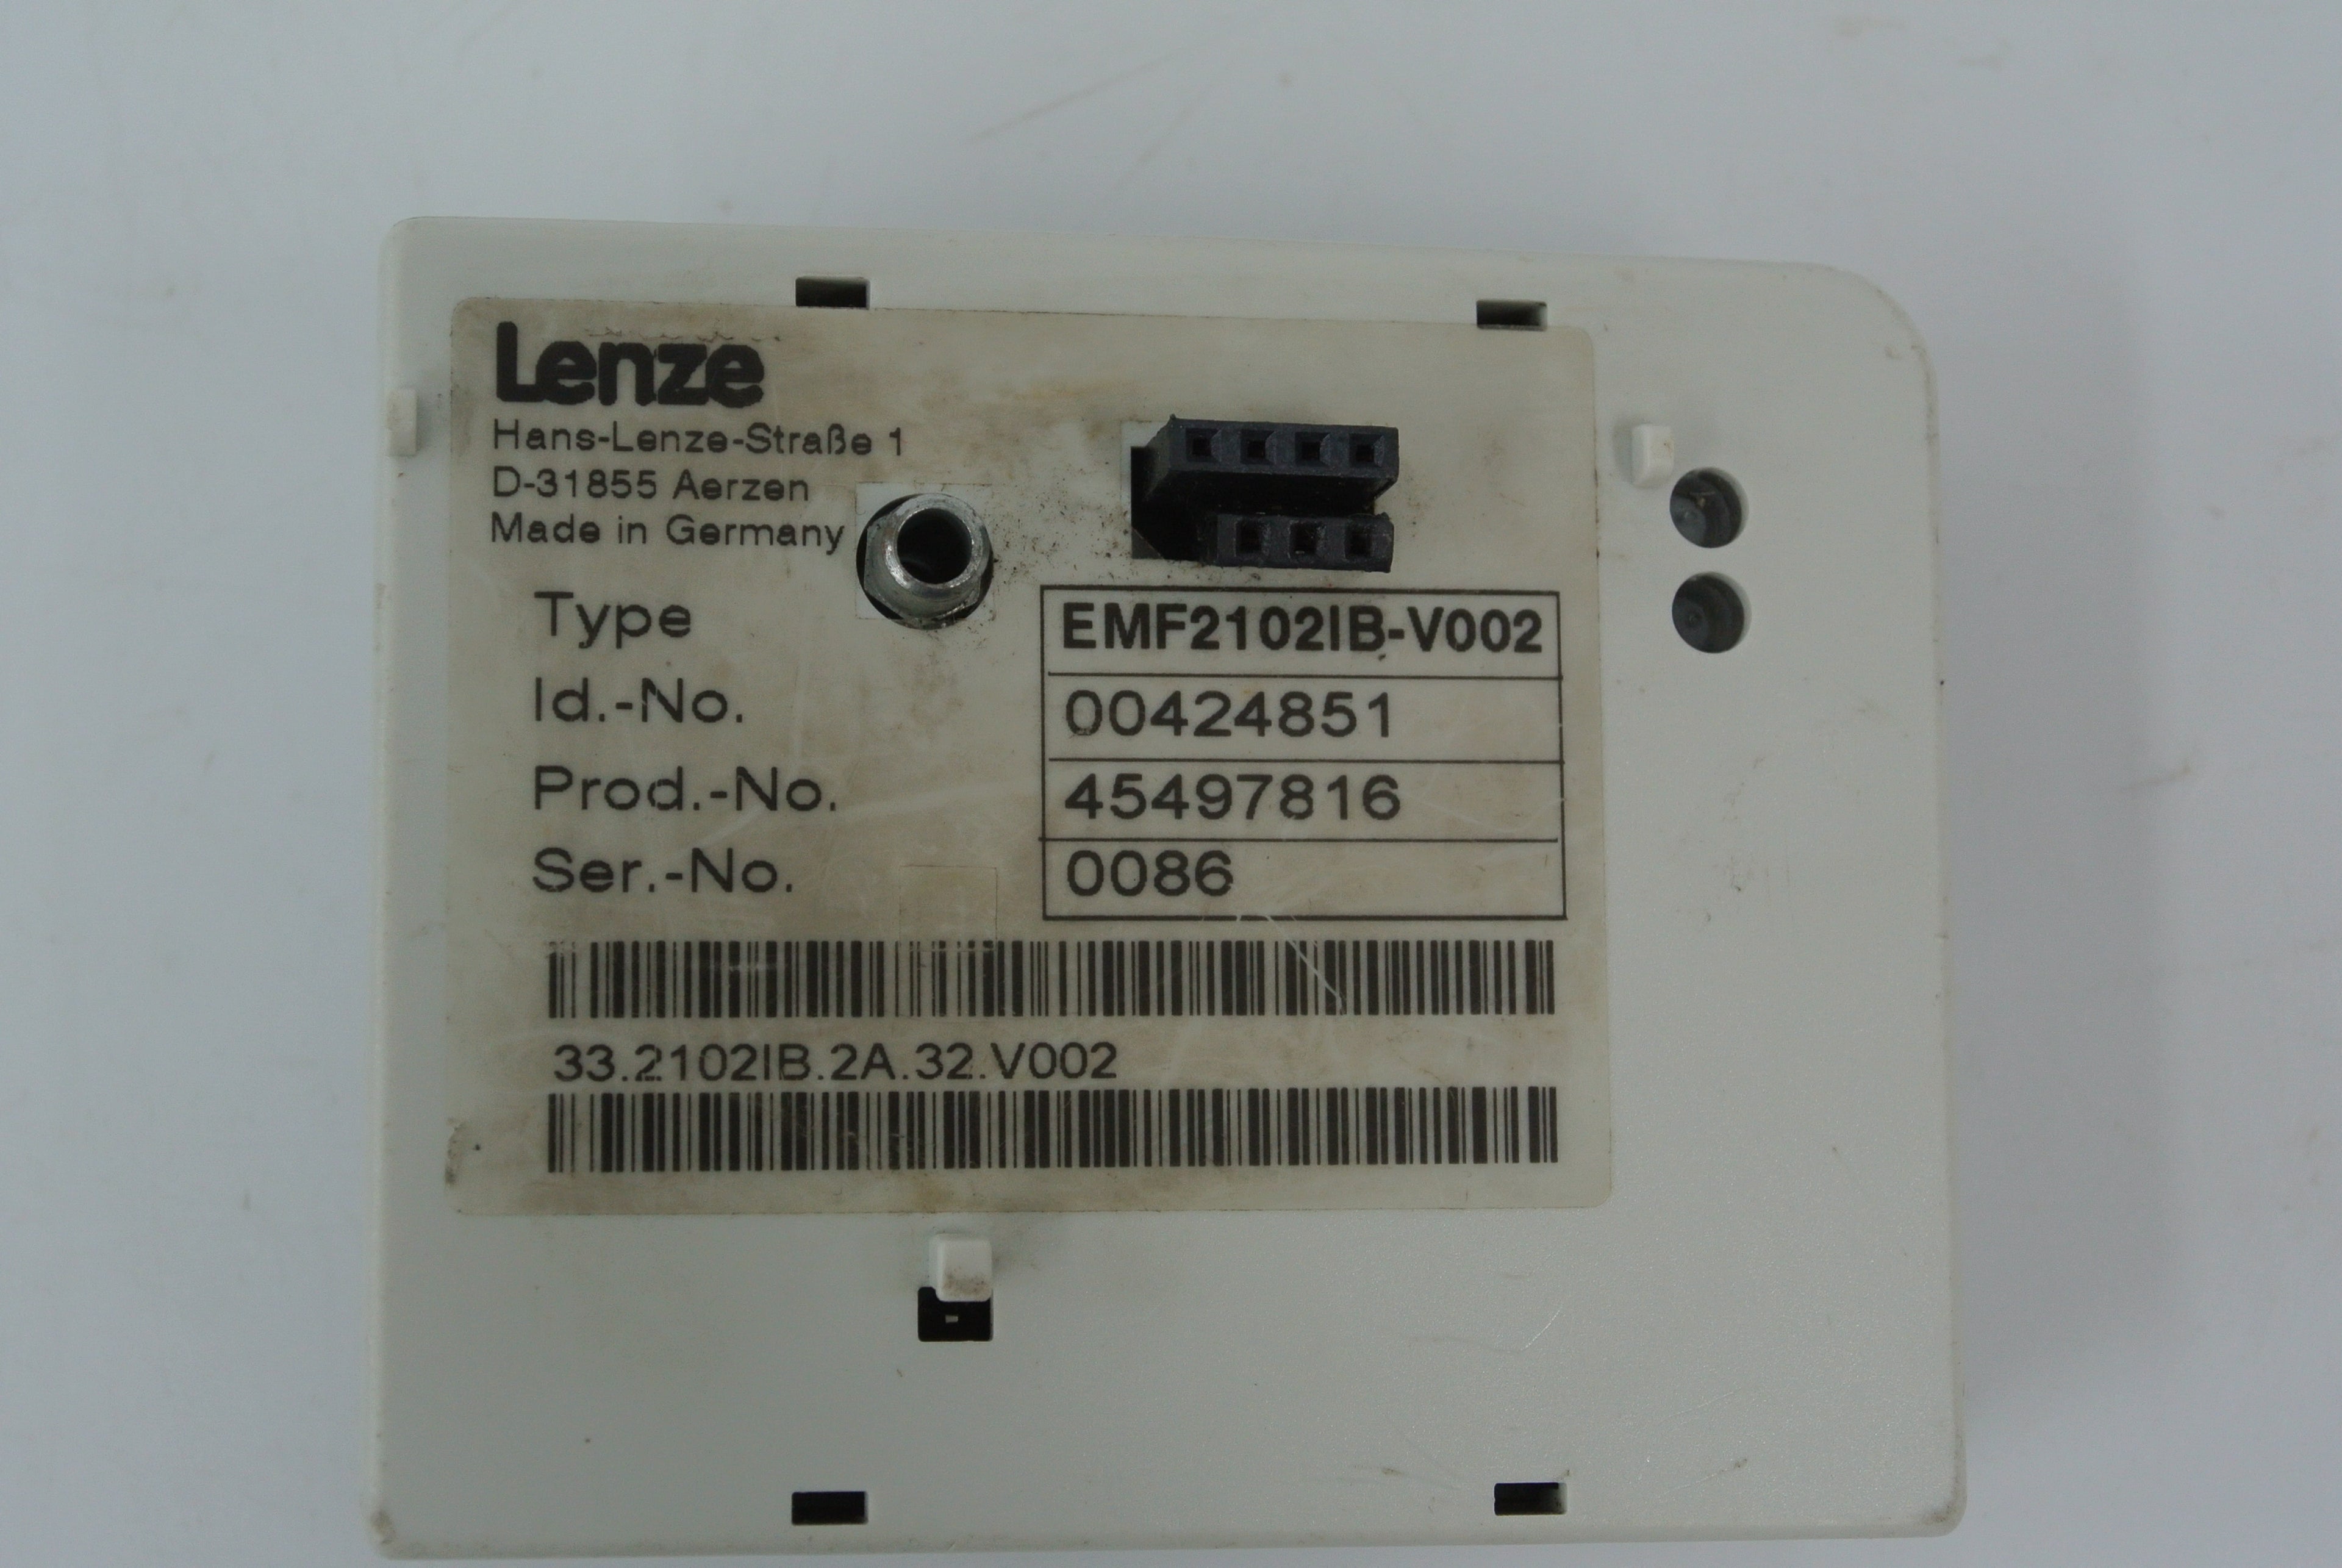 Lenze
Hans-Lenze-Straße 1
D-31855 Aerzen
Made in Germany
Type EMF2102IB-V002
Id.-No. 00424851
Prod.-No. 45497816
Ser.-No. 0086
33.2102IB.2A.32.V002